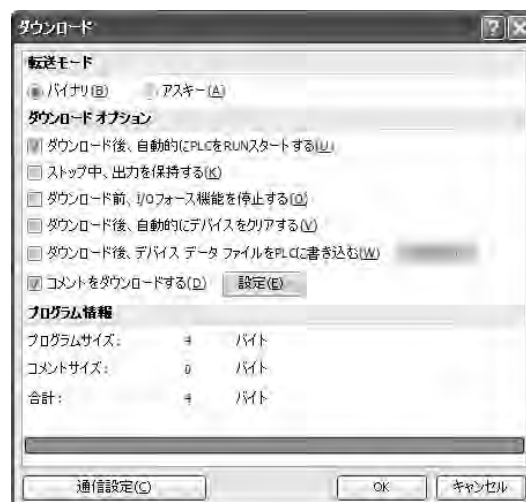 ダウンロード
転送モード
バイナリ(B) アスキー(A)
ダウンロード オプション
ダウンロード後、自動的にPLCをRUNスタートする(U)
ストップ中、出力を保持する(K)
ダウンロード前、I/Oフォース機能を停止する(O)
ダウンロード後、自動的にデバイスをクリアする(V)
ダウンロード後、デバイス データ ファイルをPLCに書き込む(W)
コメントをダウンロードする(D) 設定(E)
プログラム情報
プログラムサイズ: 4 バイト
コメントサイズ: 0 バイト
合計: 4 バイト
通信設定(C) OK キャンセル